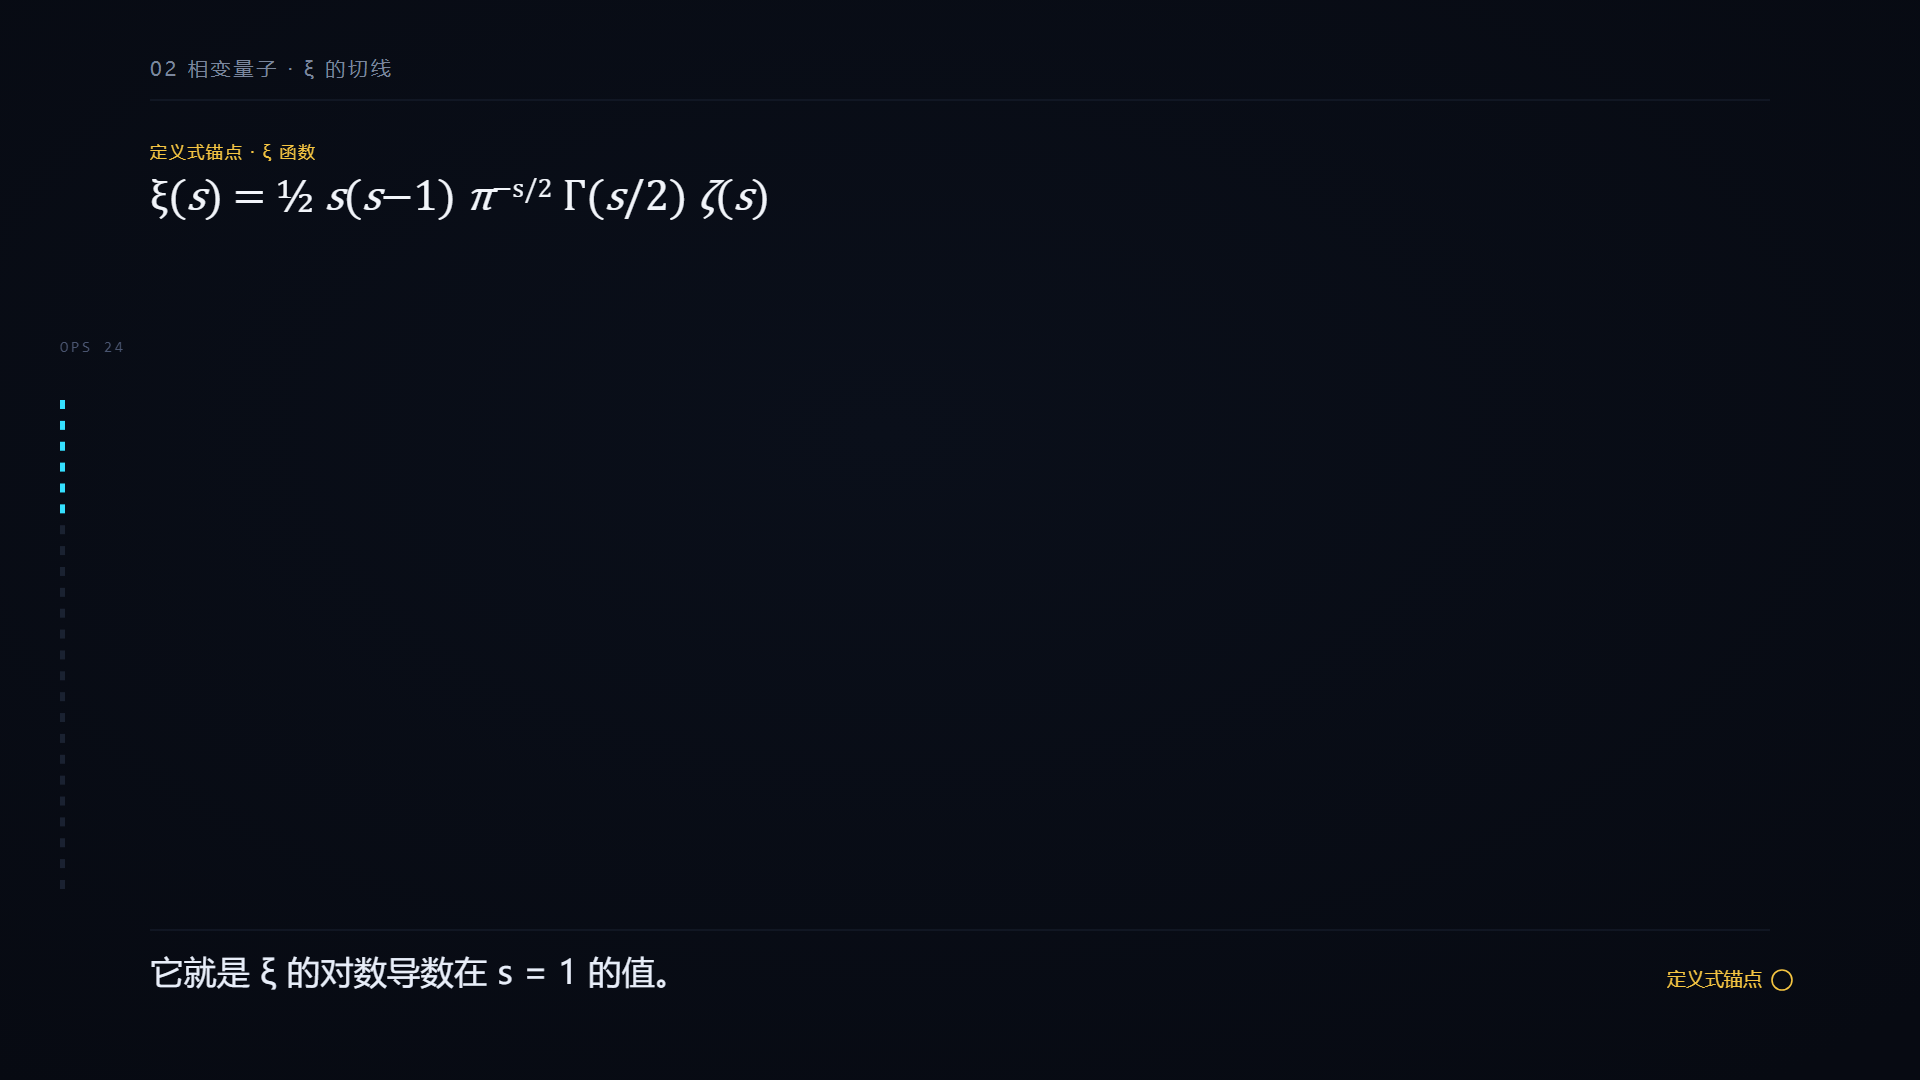 02 相变量子 · ξ 的切线
定义式锚点 · ξ 函数
ξ(s) = ½ s(s−1) π⁻ˢ/² Γ(s/2) ζ(s)
OPS 24
它就是 ξ 的对数导数在 s = 1 的值。
定义式锚点